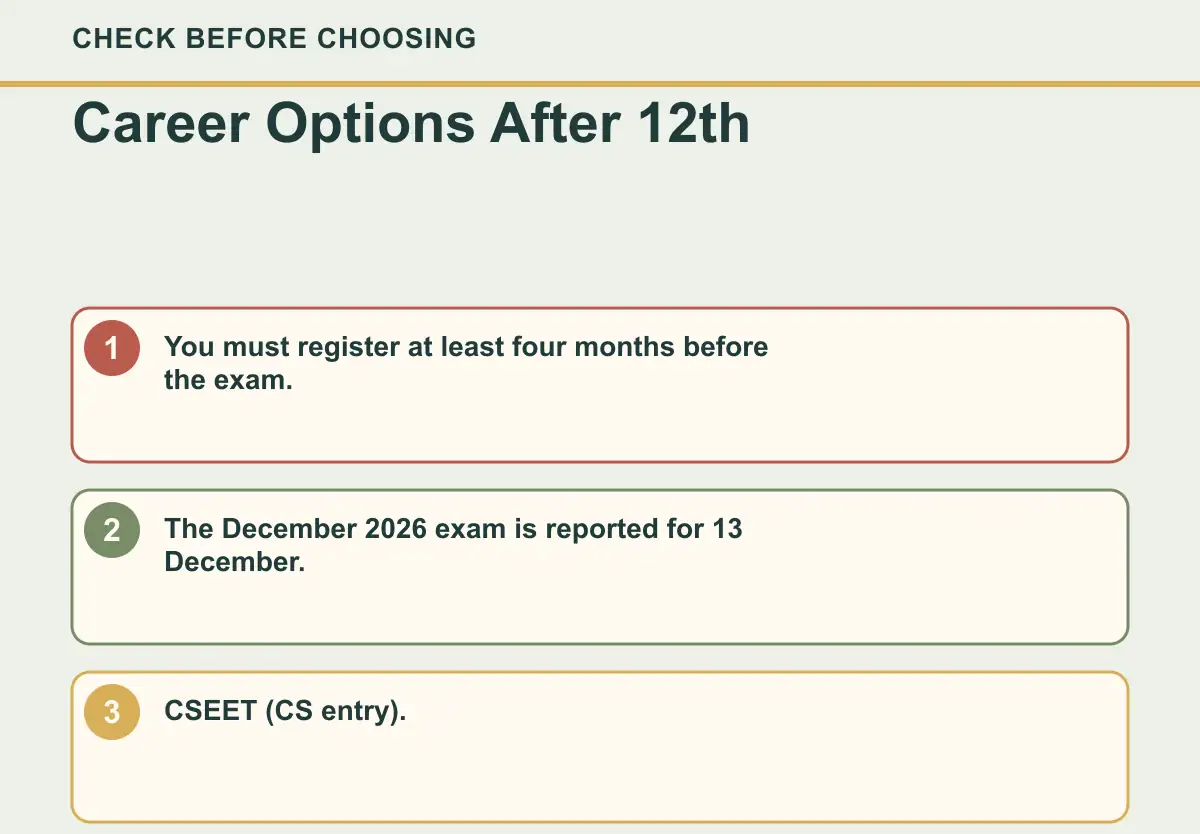 CHECK BEFORE CHOOSING
Career Options After 12th
1
You must register at least four months before
the exam.
2
The December 2026 exam is reported for 13
December.
3
CSEET (CS entry).